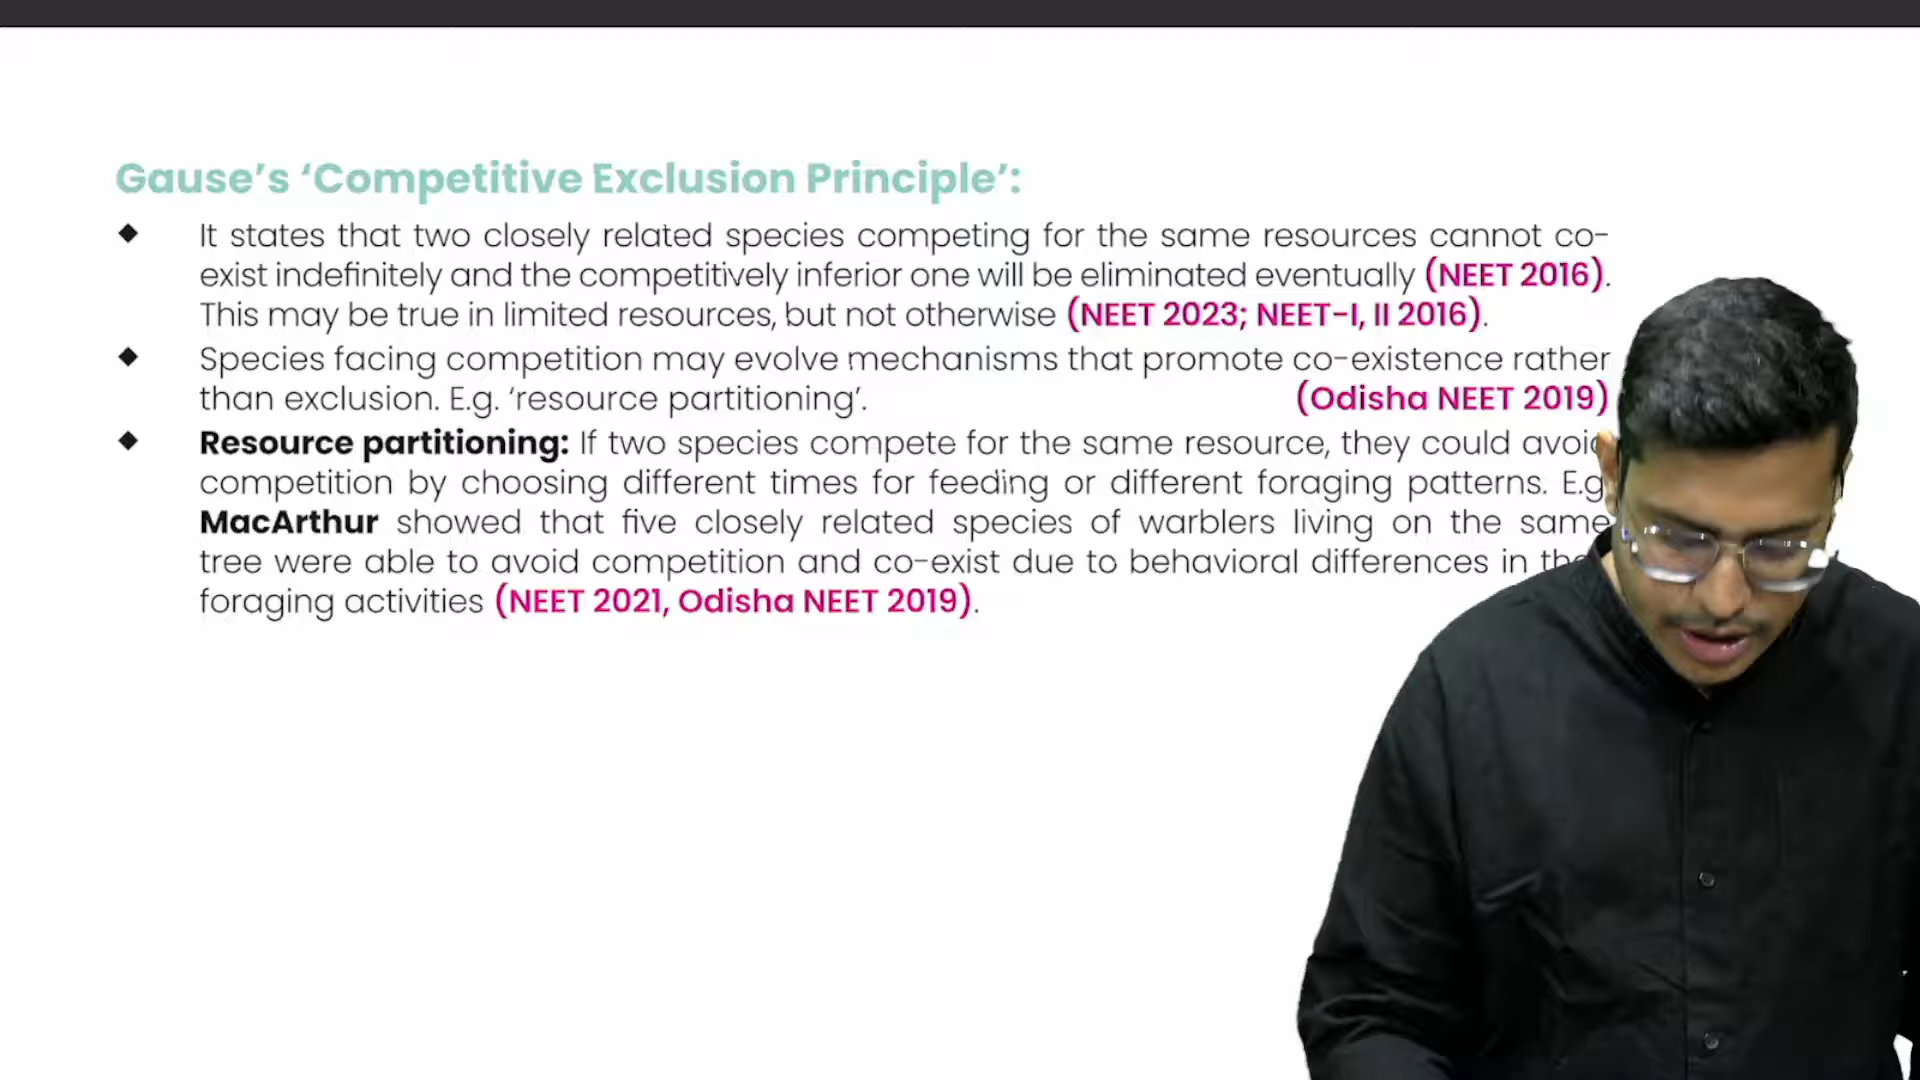 Gause's ‘Competitive Exclusion Principle’:
◆ It states that two closely related species competing for the same resources cannot co-
exist indefinitely and the competitively inferior one will be eliminated eventually (NEET 2016).
This may be true in limited resources, but not otherwise (NEET 2023; NEET-I, II 2016).
◆ Species facing competition may evolve mechanisms that promote co-existence rather
than exclusion. E.g. ‘resource partitioning’. (Odisha NEET 2019)
◆ Resource partitioning: If two species compete for the same resource, they could avoid
competition by choosing different times for feeding or different foraging patterns. E.g
MacArthur showed that five closely related species of warblers living on the same
tree were able to avoid competition and co-exist due to behavioral differences in
foraging activities (NEET 2021, Odisha NEET 2019).